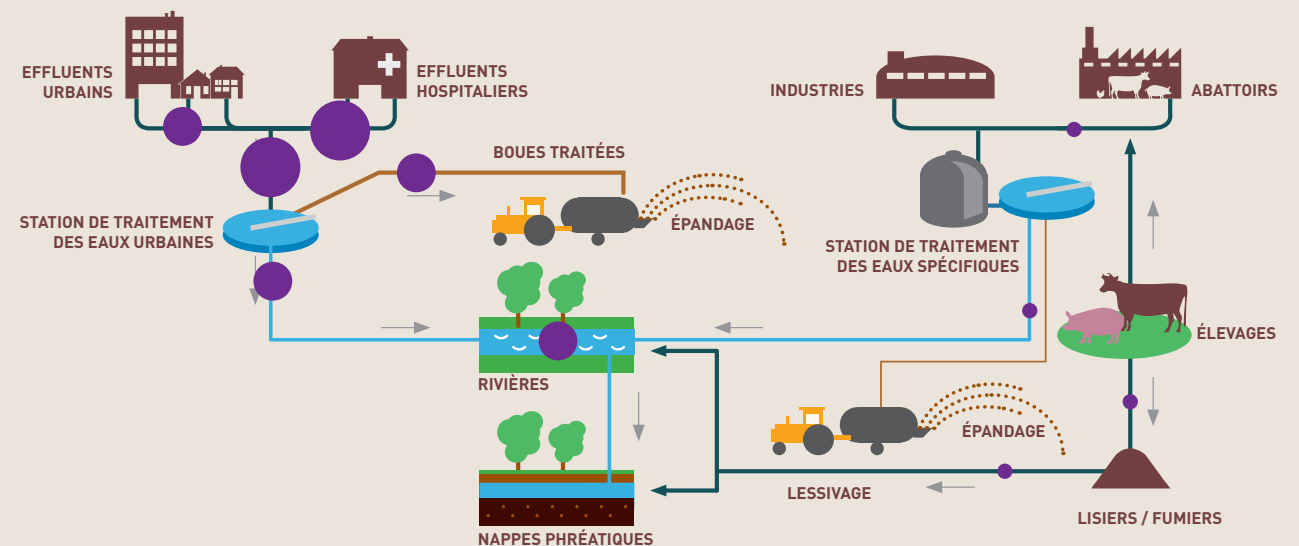 EFFLUENTS
URBAINS
EFFLUENTS
HOSPITALIERS
INDUSTRIES
ABATTOIRS
BOUES TRAITÉES
STATION DE TRAITEMENT
DES EAUX URBAINES
ÉPANDAGE
STATION DE TRAITEMENT
DES EAUX SPÉCIFIQUES
ÉLEVAGES
RIVIÈRES
ÉPANDAGE
LESSIVAGE
LISIERS / FUMIERS
NAPPES PHRÉATIQUES